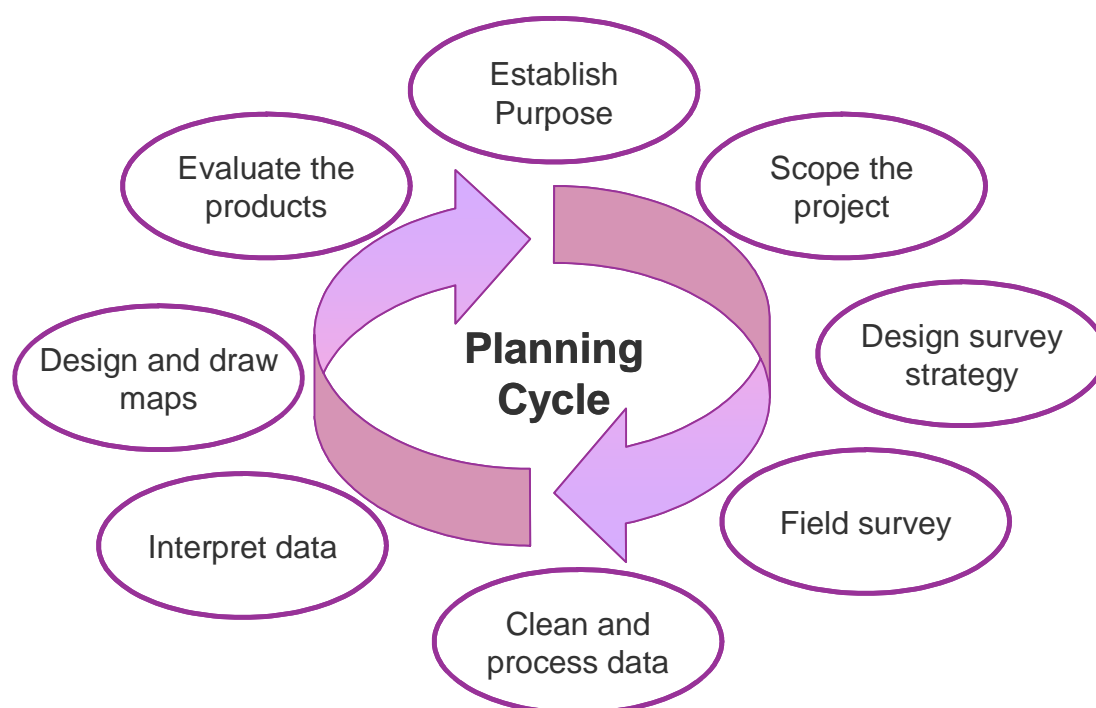 Establish
Purpose
Scope the
project
Design survey
strategy
Field survey
Clean and
process data
Interpret data
Design and draw
maps
Evaluate the
products
Planning
Cycle